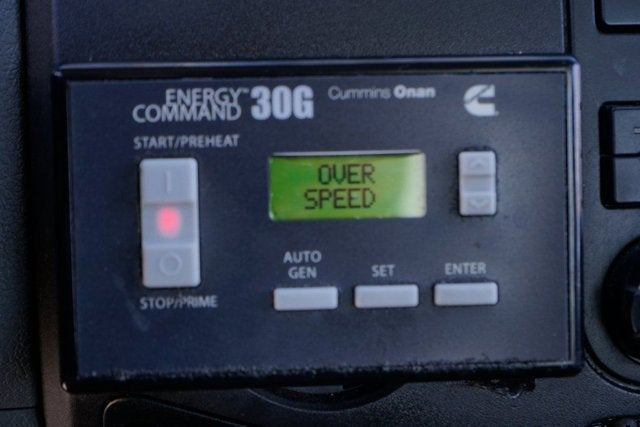 ENERGY™
COMMAND 30G
Cummins Onan
START/PREHEAT
OVER
SPEED
AUTO
GEN
SET
ENTER
STOP/PRIME